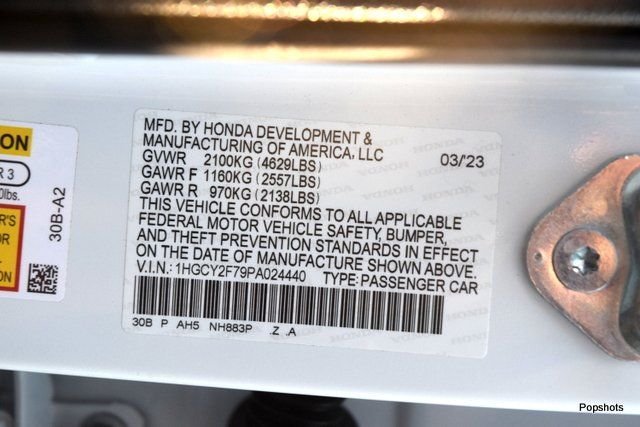 MFD. BY HONDA DEVELOPMENT &
MANUFACTURING OF AMERICA, LLC 03/'23
GVWR 2100KG (4629LBS)
GAWR F 1160KG (2557LBS)
GAWR R 970KG (2138LBS)
THIS VEHICLE CONFORMS TO ALL APPLICABLE
FEDERAL MOTOR VEHICLE SAFETY, BUMPER,
AND THEFT PREVENTION STANDARDS IN EFFECT
ON THE DATE OF MANUFACTURE SHOWN ABOVE.
V.I.N.: 1HGCY2F79PA024440 TYPE: PASSENGER CAR
30B P AH5 NH883P .Z .A
30B-A2
Popshots